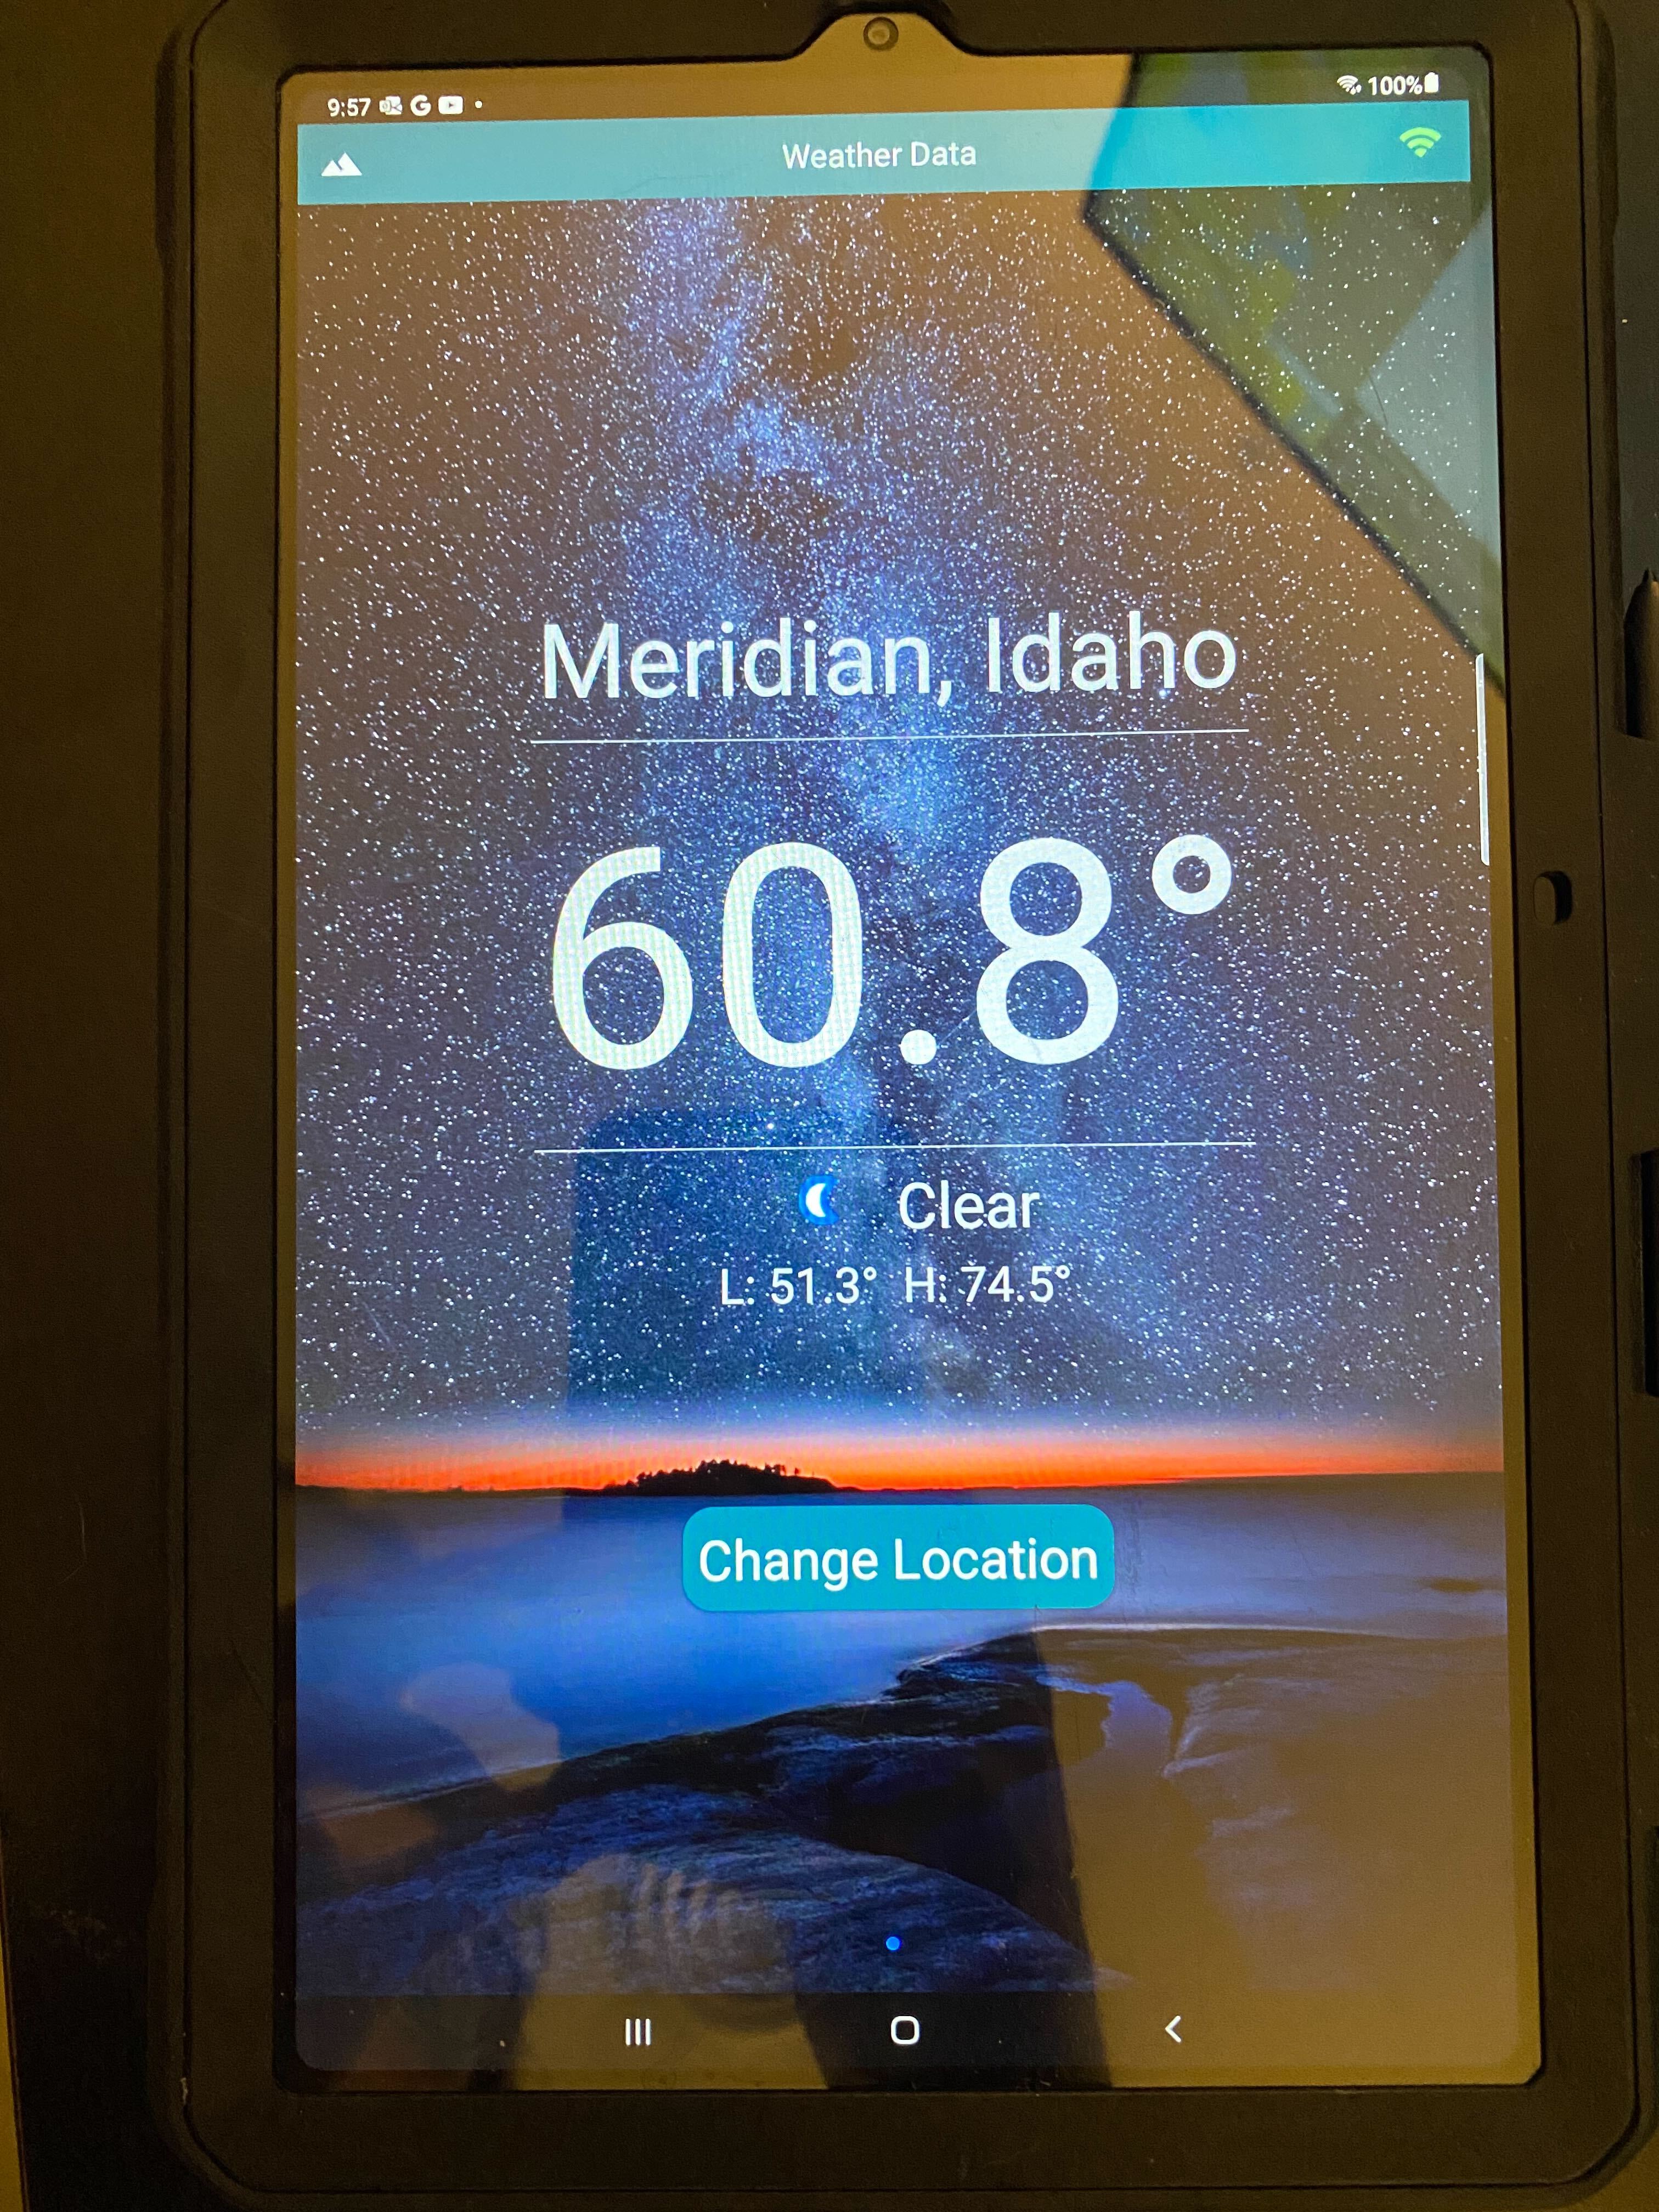 9:57 G 100%
Weather Data
Meridian, Idaho
60.8°
Clear
L: 51.3° H: 74.5°
Change Location